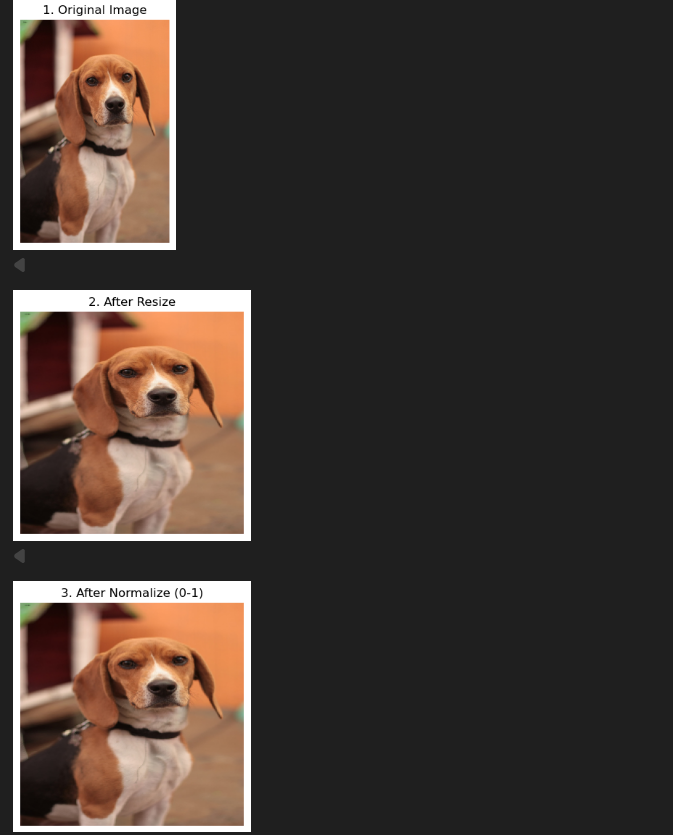 1. Original Image
2. After Resize
3. After Normalize (0-1)